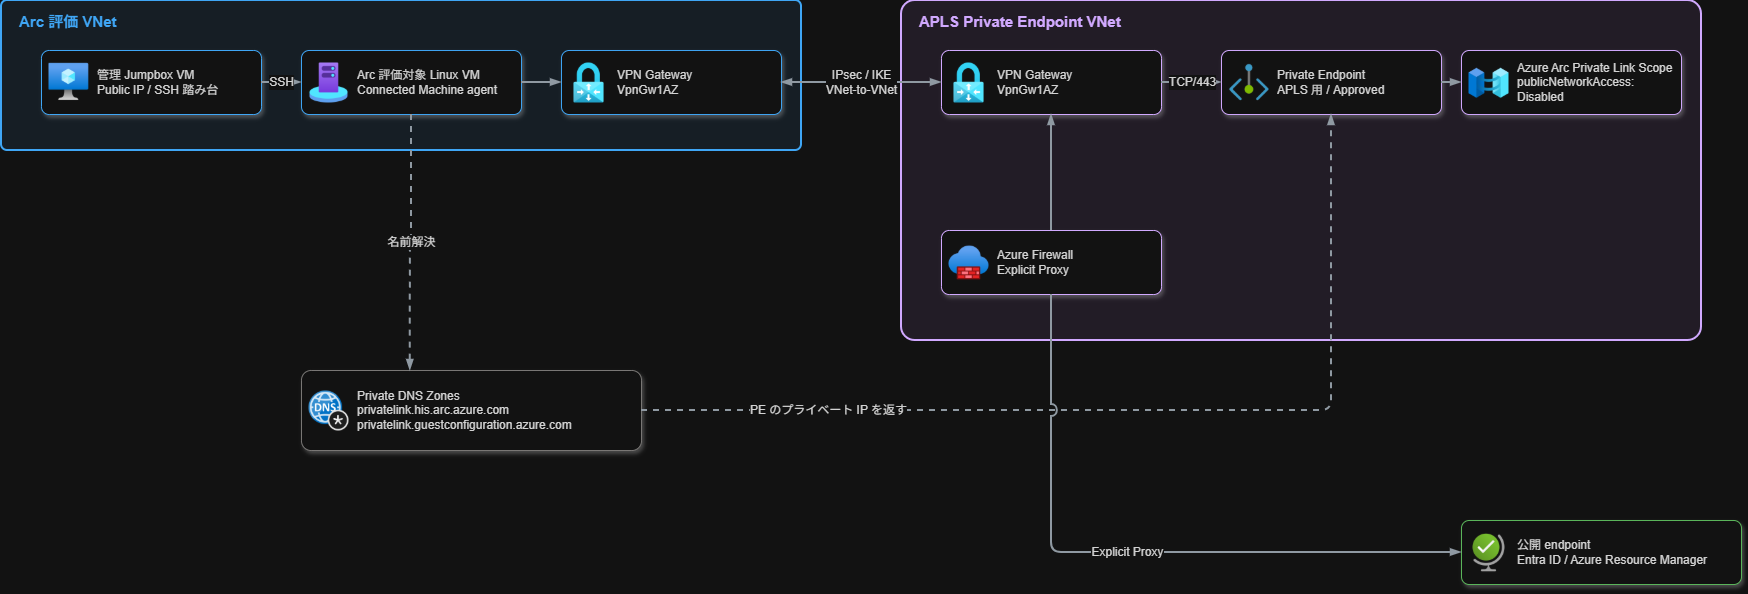 Arc 評価 VNet
管理 Jumpbox VM
Public IP / SSH 踏み台
SSH
Arc 評価対象 Linux VM
Connected Machine agent
VPN Gateway
VpnGw1AZ
IPsec / IKE
VNet-to-VNet
APLS Private Endpoint VNet
VPN Gateway
VpnGw1AZ
TCP/443
Private Endpoint
APLS 用 / Approved
Azure Arc Private Link Scope
publicNetworkAccess:
Disabled
Azure Firewall
Explicit Proxy
名前解決
DNS
Private DNS Zones
privatelink.his.arc.azure.com
privatelink.guestconfiguration.azure.com
PE のプライベート IP を返す
Explicit Proxy
公開 endpoint
Entra ID / Azure Resource Manager